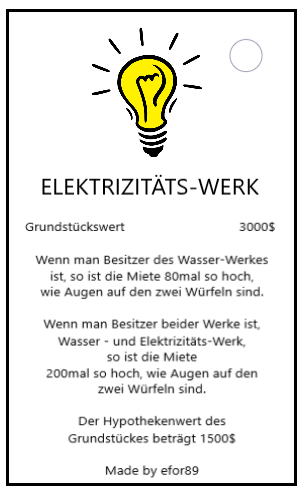 ELEKTRIZITÄTS-WERK
Grundstückswert 3000$
Wenn man Besitzer des Wasser-Werkes
ist, so ist die Miete 80mal so hoch,
wie Augen auf den zwei Würfeln sind.
Wenn man Besitzer beider Werke ist,
Wasser - und Elektrizitäts-Werk,
so ist die Miete
200mal so hoch, wie Augen auf den
zwei Würfeln sind.
Der Hypothekenwert des
Grundstückes beträgt 1500$
Made by efor89